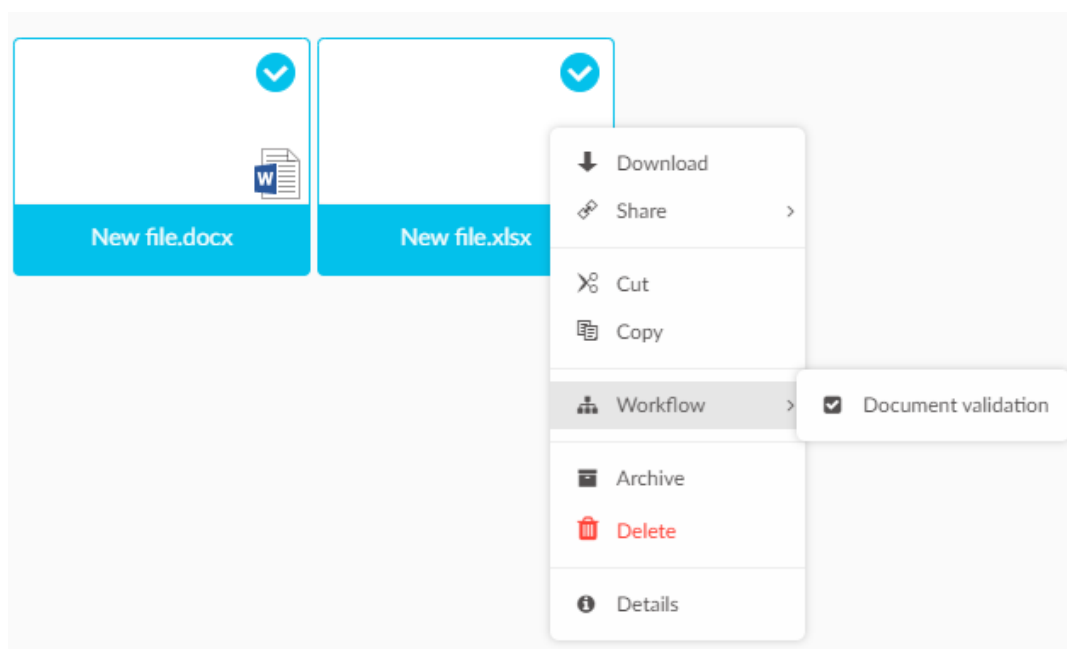 W
New file.docx
New file.xlsx
Download
Share
Cut
Copy
Workflow
Document validation
Archive
Delete
Details